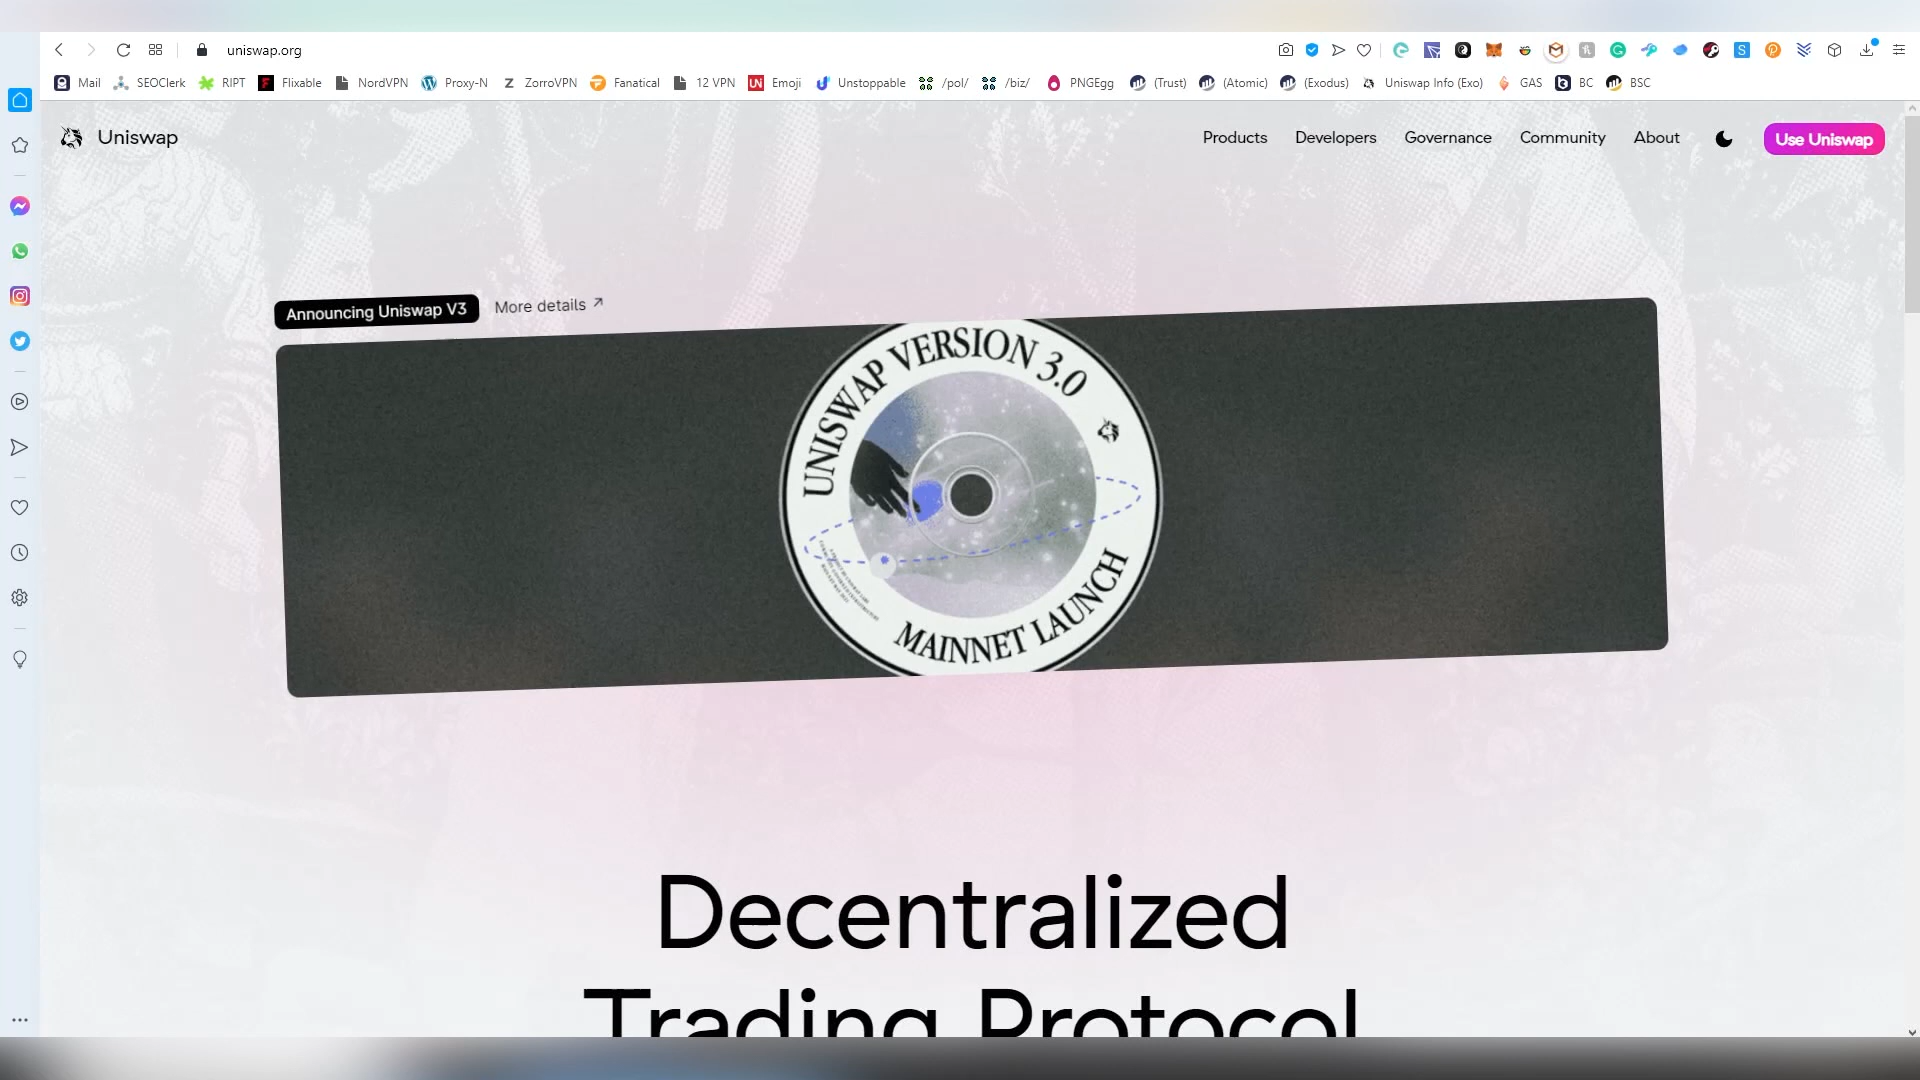 uniswap.org
Mail SEOClerk RIPT Flixable NordVPN Proxy-N ZorroVPN Fanatical 12 VPN Emoji Unstoppable /pol/ /biz/ PNGEgg (Trust) (Atomic) (Exodus) Uniswap Info (Exo) GAS BC BSC
Uniswap Products Developers Governance Community About Use Uniswap
Announcing Uniswap V3 More details ↗
UNISWAP VERSION 3.0
MAINNET LAUNCH
Decentralized
Trading Protocol